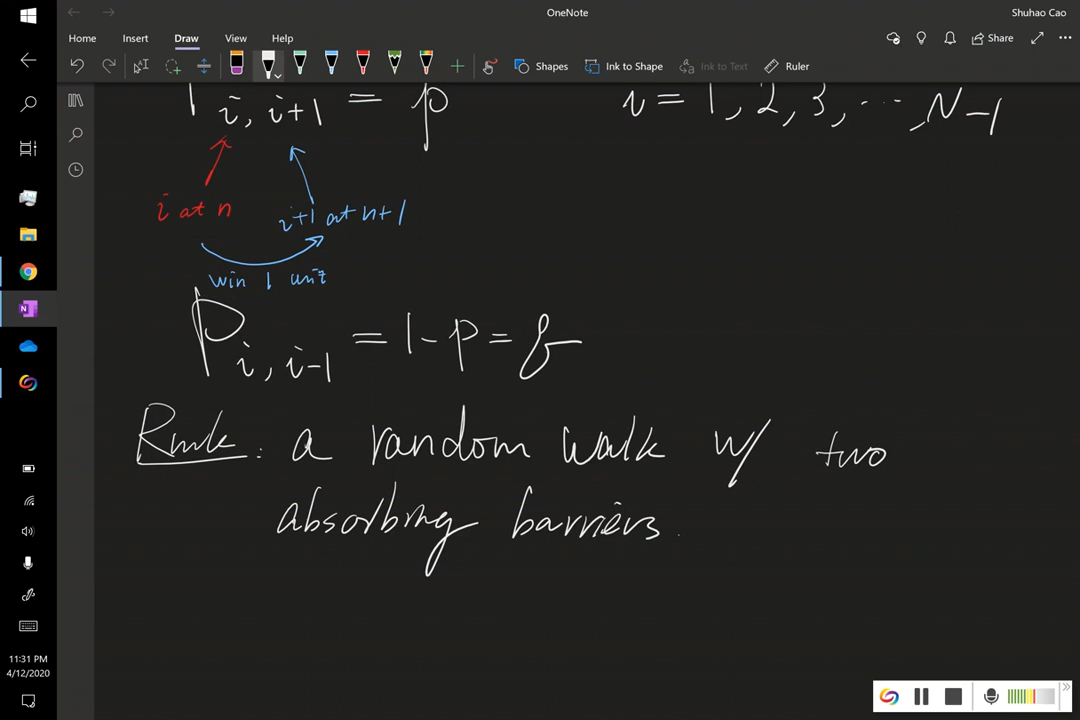 OneNote
Shuhao Cao
Home Insert Draw View Help
Share
Shapes
Ink to Shape
Ink to Text
Ruler
P i, i+1 = p i = 1, 2, 3, ..., N-1
i at n
i+1 at n+1
win 1 unit
P i, i-1 = 1 - p = q
Rmk: a random walk w/ two
absorbing barriers.
11:31 PM
4/12/2020